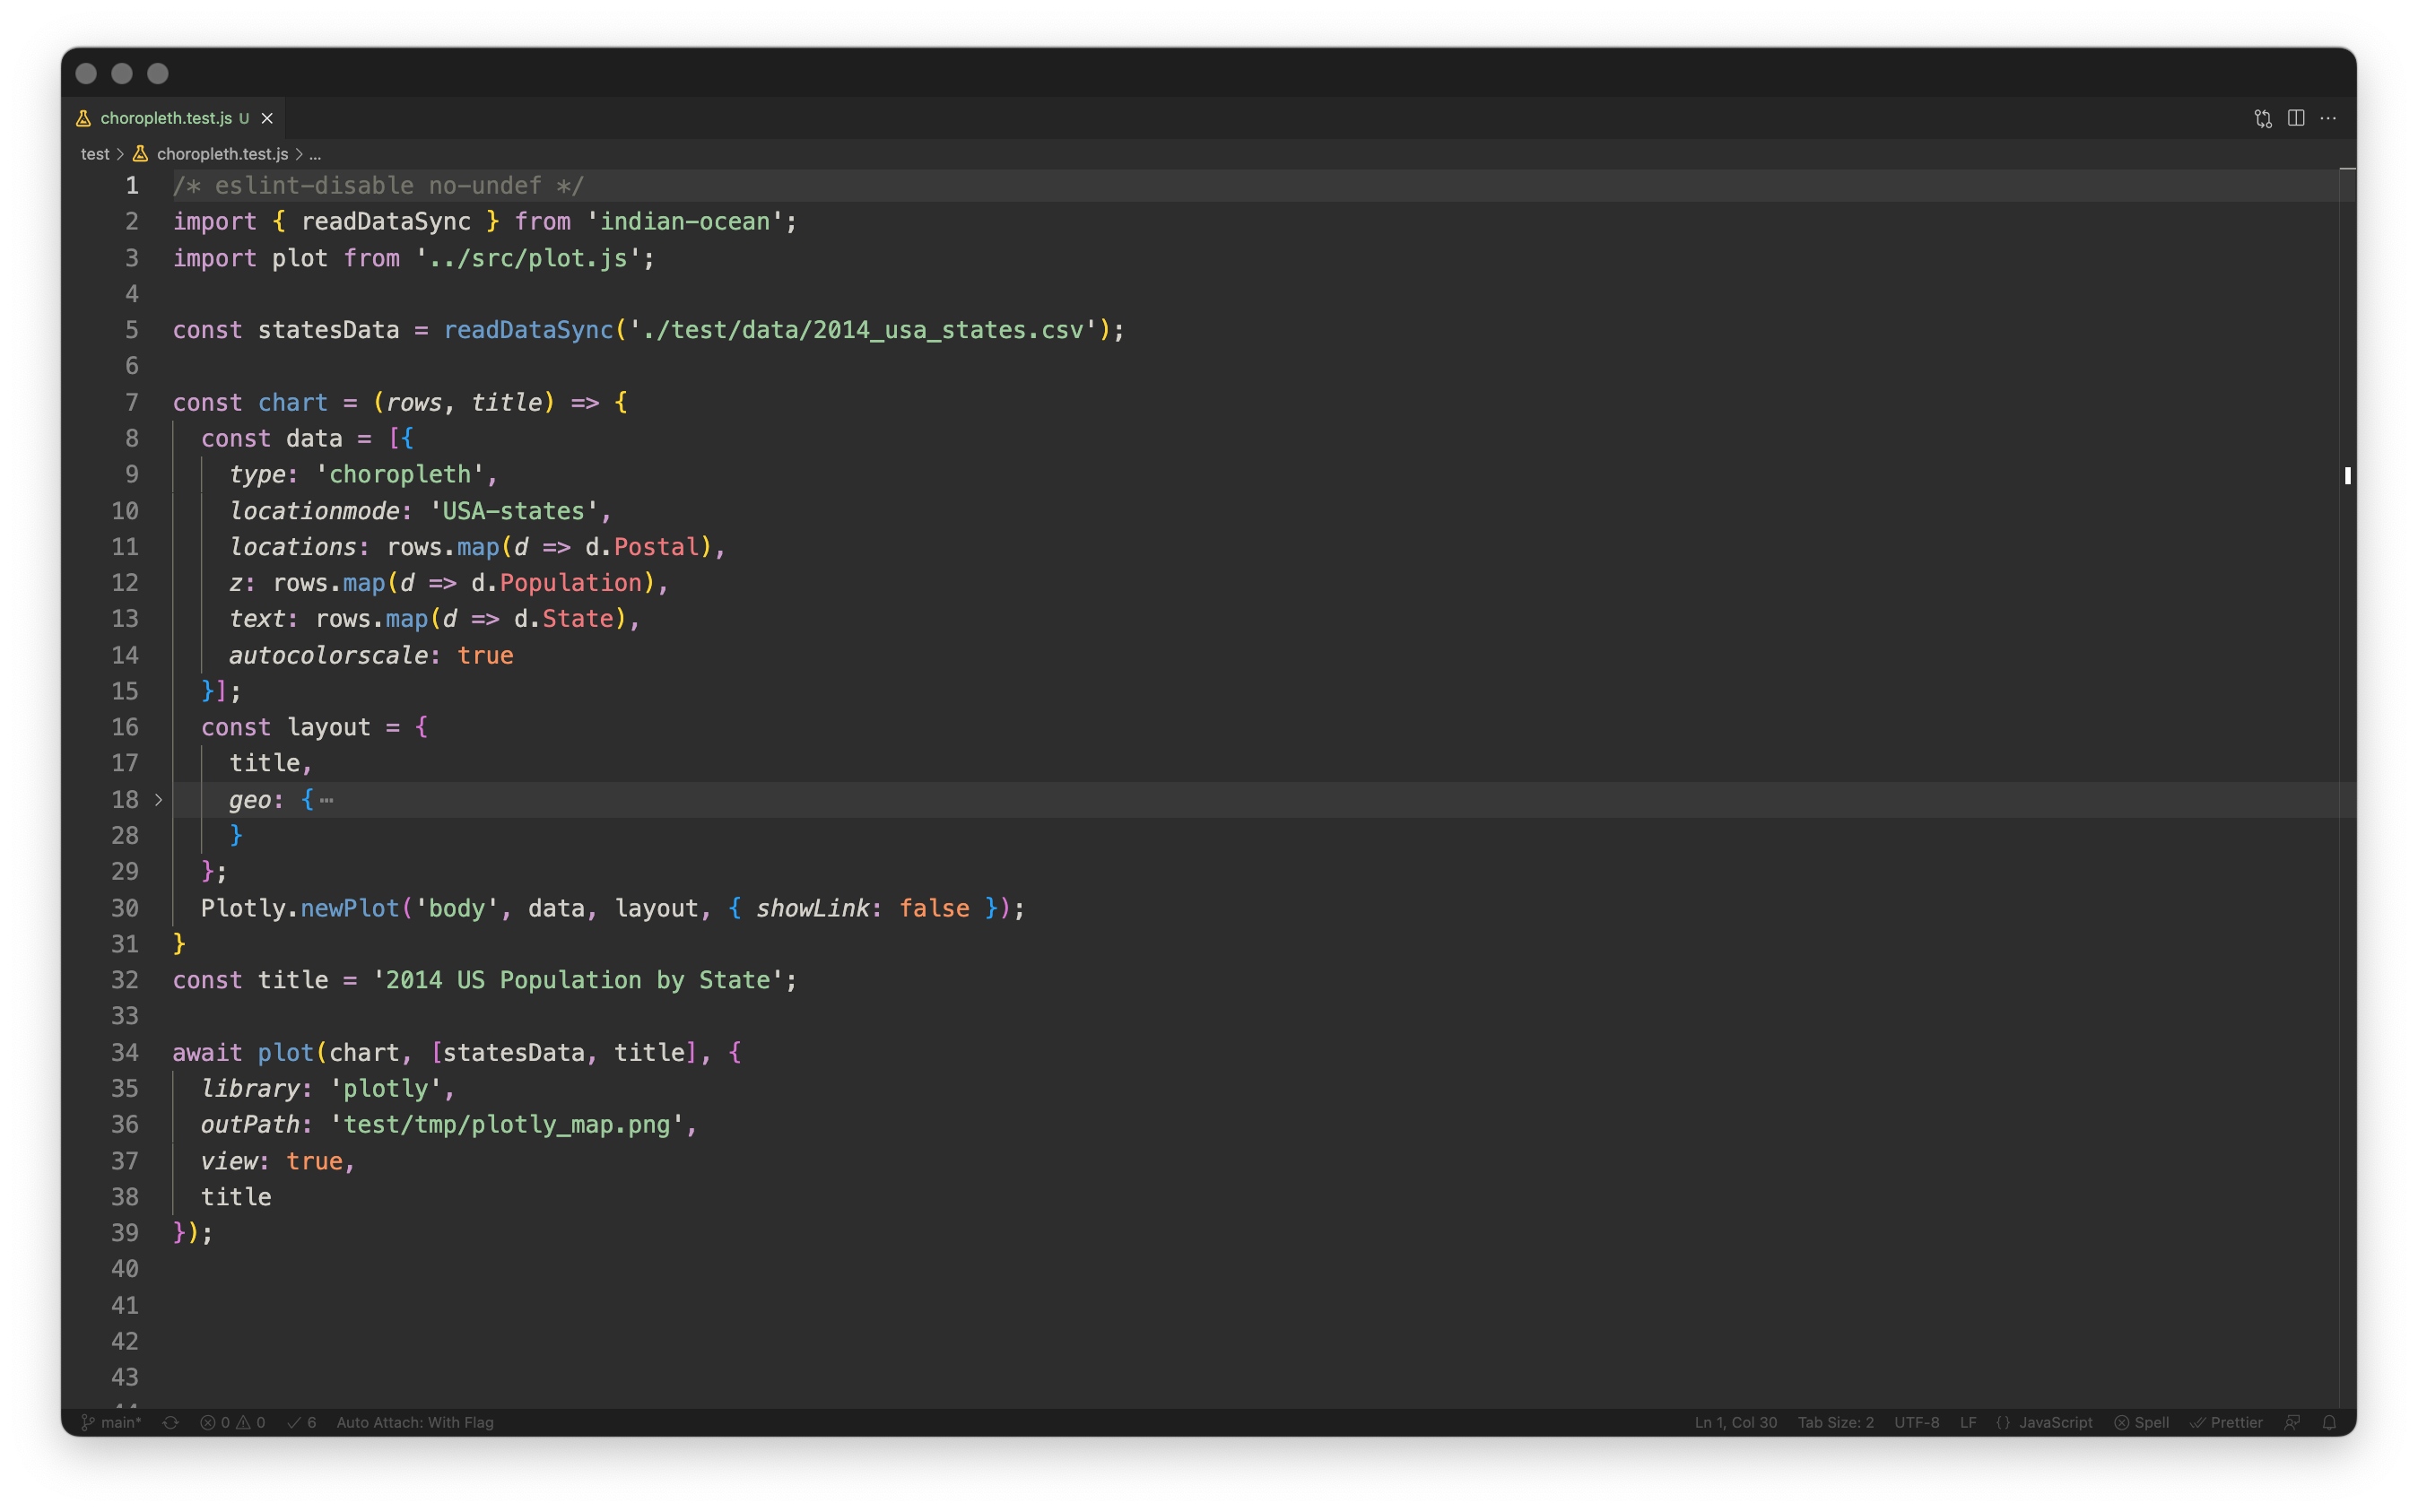 choropleth.test.js U
test > choropleth.test.js > ...
1 /* eslint-disable no-undef */
2 import { readDataSync } from 'indian-ocean';
3 import plot from '../src/plot.js';
4
5 const statesData = readDataSync('./test/data/2014_usa_states.csv');
6
7 const chart = (rows, title) => {
8 const data = [{
9 type: 'choropleth',
10 locationmode: 'USA-states',
11 locations: rows.map(d => d.Postal),
12 z: rows.map(d => d.Population),
13 text: rows.map(d => d.State),
14 autocolorscale: true
15 }];
16 const layout = {
17 title,
18 geo: {⋯
28 }
29 };
30 Plotly.newPlot('body', data, layout, { showLink: false });
31 }
32 const title = '2014 US Population by State';
33
34 await plot(chart, [statesData, title], {
35 library: 'plotly',
36 outPath: 'test/tmp/plotly_map.png',
37 view: true,
38 title
39 });
40
41
42
43
main* 0 0 6 Auto Attach: With Flag Ln 1, Col 30 Tab Size: 2 UTF-8 LF {} JavaScript Spell Prettier